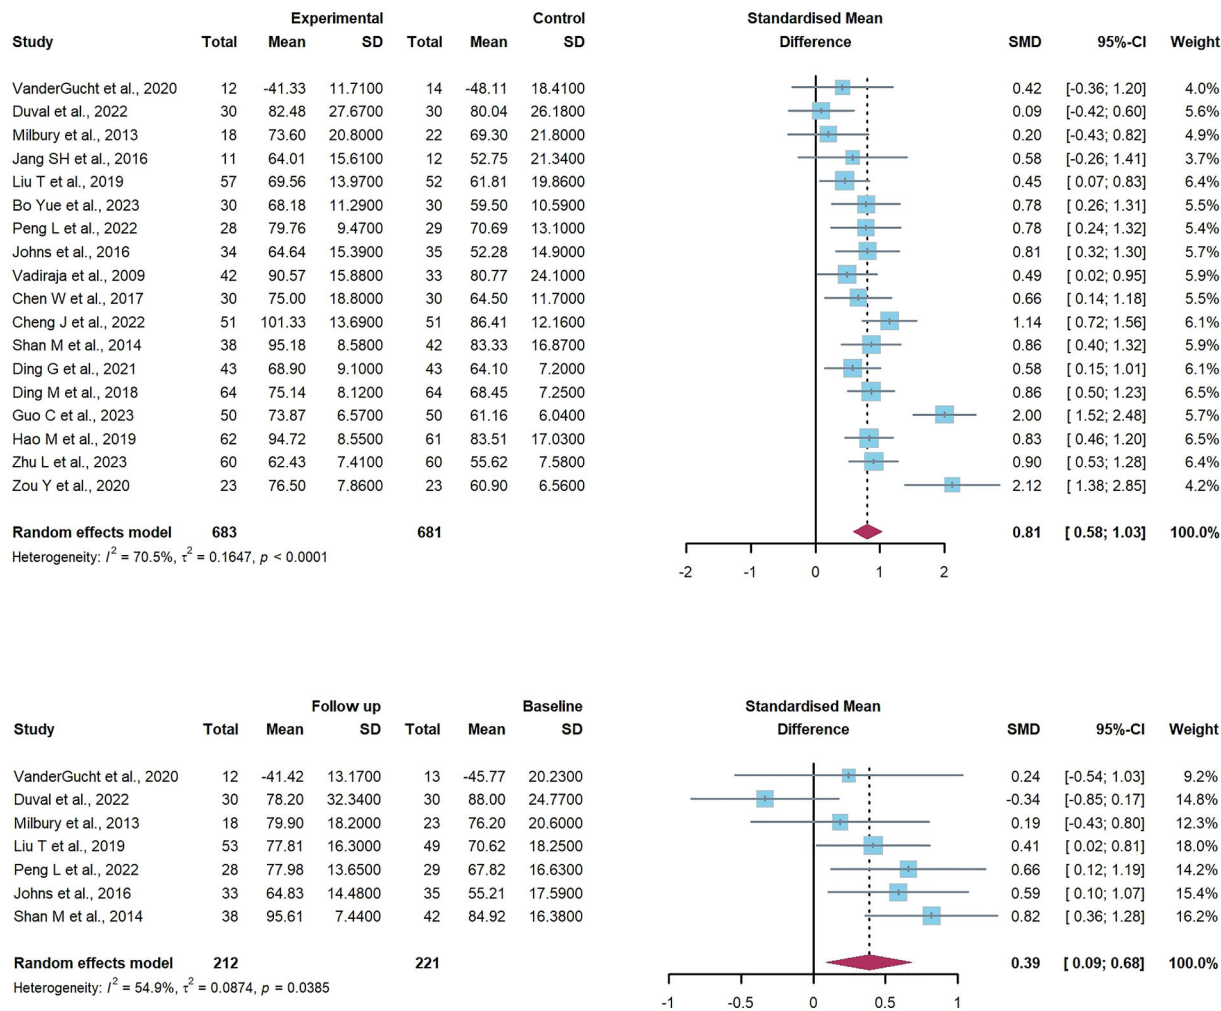 Experimental Control Standardised Mean
Study Total Mean SD Total Mean SD Difference SMD 95%-CI Weight
VanderGucht et al., 2020 12 -41.33 11.7100 14 -48.11 18.4100 0.42 [-0.36; 1.20] 4.0%
Duval et al., 2022 30 82.48 27.6700 30 80.04 26.1800 0.09 [-0.42; 0.60] 5.6%
Milbury et al., 2013 18 73.60 20.8000 22 69.30 21.8000 0.20 [-0.43; 0.82] 4.9%
Jang SH et al., 2016 11 64.01 15.6100 12 52.75 21.3400 0.58 [-0.26; 1.41] 3.7%
Liu T et al., 2019 57 69.56 13.9700 52 61.81 19.8600 0.45 [ 0.07; 0.83] 6.4%
Bo Yue et al., 2023 30 68.18 11.2900 30 59.50 10.5900 0.78 [ 0.26; 1.31] 5.5%
Peng L et al., 2022 28 79.76 9.4700 29 70.69 13.1000 0.78 [ 0.24; 1.32] 5.4%
Johns et al., 2016 34 64.64 15.3900 35 52.28 14.9000 0.81 [ 0.32; 1.30] 5.7%
Vadiraja et al., 2009 42 90.57 15.8800 33 80.77 24.1000 0.49 [ 0.02; 0.95] 5.9%
Chen W et al., 2017 30 75.00 18.8000 30 64.50 11.7000 0.66 [ 0.14; 1.18] 5.5%
Cheng J et al., 2022 51 101.33 13.6900 51 86.41 12.1600 1.14 [ 0.72; 1.56] 6.1%
Shan M et al., 2014 38 95.18 8.5800 42 83.33 16.8700 0.86 [ 0.40; 1.32] 5.9%
Ding G et al., 2021 43 68.90 9.1000 43 64.10 7.2000 0.58 [ 0.15; 1.01] 6.1%
Ding M et al., 2018 64 75.14 8.1200 64 68.45 7.2500 0.86 [ 0.50; 1.23] 6.5%
Guo C et al., 2023 50 73.87 6.5700 50 61.16 6.0400 2.00 [ 1.52; 2.48] 5.7%
Hao M et al., 2019 62 94.72 8.5500 61 83.51 17.0300 0.83 [ 0.46; 1.20] 6.5%
Zhu L et al., 2023 60 62.43 7.4100 60 55.62 7.5800 0.90 [ 0.53; 1.28] 6.4%
Zou Y et al., 2020 23 76.50 7.8600 23 60.90 6.5600 2.12 [ 1.38; 2.85] 4.2%
Random effects model 683 681 0.81 [ 0.58; 1.03] 100.0%
Heterogeneity: I² = 70.5%, τ² = 0.1647, p < 0.0001
-2 -1 0 1 2
Follow up Baseline Standardised Mean
Study Total Mean SD Total Mean SD Difference SMD 95%-CI Weight
VanderGucht et al., 2020 12 -41.42 13.1700 13 -45.77 20.2300 0.24 [-0.54; 1.03] 9.2%
Duval et al., 2022 30 78.20 32.3400 30 88.00 24.7700 -0.34 [-0.85; 0.17] 14.8%
Milbury et al., 2013 18 79.90 18.2000 23 76.20 20.6000 0.19 [-0.43; 0.80] 12.3%
Liu T et al., 2019 53 77.81 16.3000 49 70.62 18.2500 0.41 [ 0.02; 0.81] 18.0%
Peng L et al., 2022 28 77.98 13.6500 29 67.82 16.6300 0.66 [ 0.12; 1.19] 14.2%
Johns et al., 2016 33 64.83 14.4800 35 55.21 17.5900 0.59 [ 0.10; 1.07] 15.4%
Shan M et al., 2014 38 95.61 7.4400 42 84.92 16.3800 0.82 [ 0.36; 1.28] 16.2%
Random effects model 212 221 0.39 [ 0.09; 0.68] 100.0%
Heterogeneity: I² = 54.9%, τ² = 0.0874, p = 0.0385
-1 -0.5 0 0.5 1